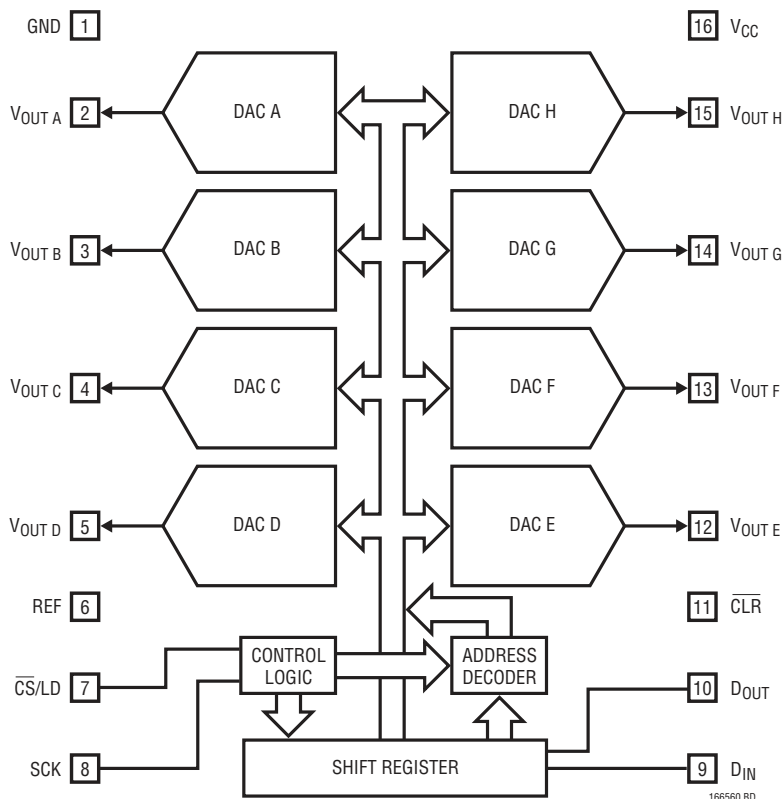 GND 1
16 VCC
VOUT A 2
DAC A
DAC H
15 VOUT H
VOUT B 3
DAC B
DAC G
14 VOUT G
VOUT C 4
DAC C
DAC F
13 VOUT F
VOUT D 5
DAC D
DAC E
12 VOUT E
REF 6
11 C̅L̅R̅
C̅S̅/LD 7
CONTROL
LOGIC
ADDRESS
DECODER
10 DOUT
SCK 8
SHIFT REGISTER
9 DIN
166560 BD